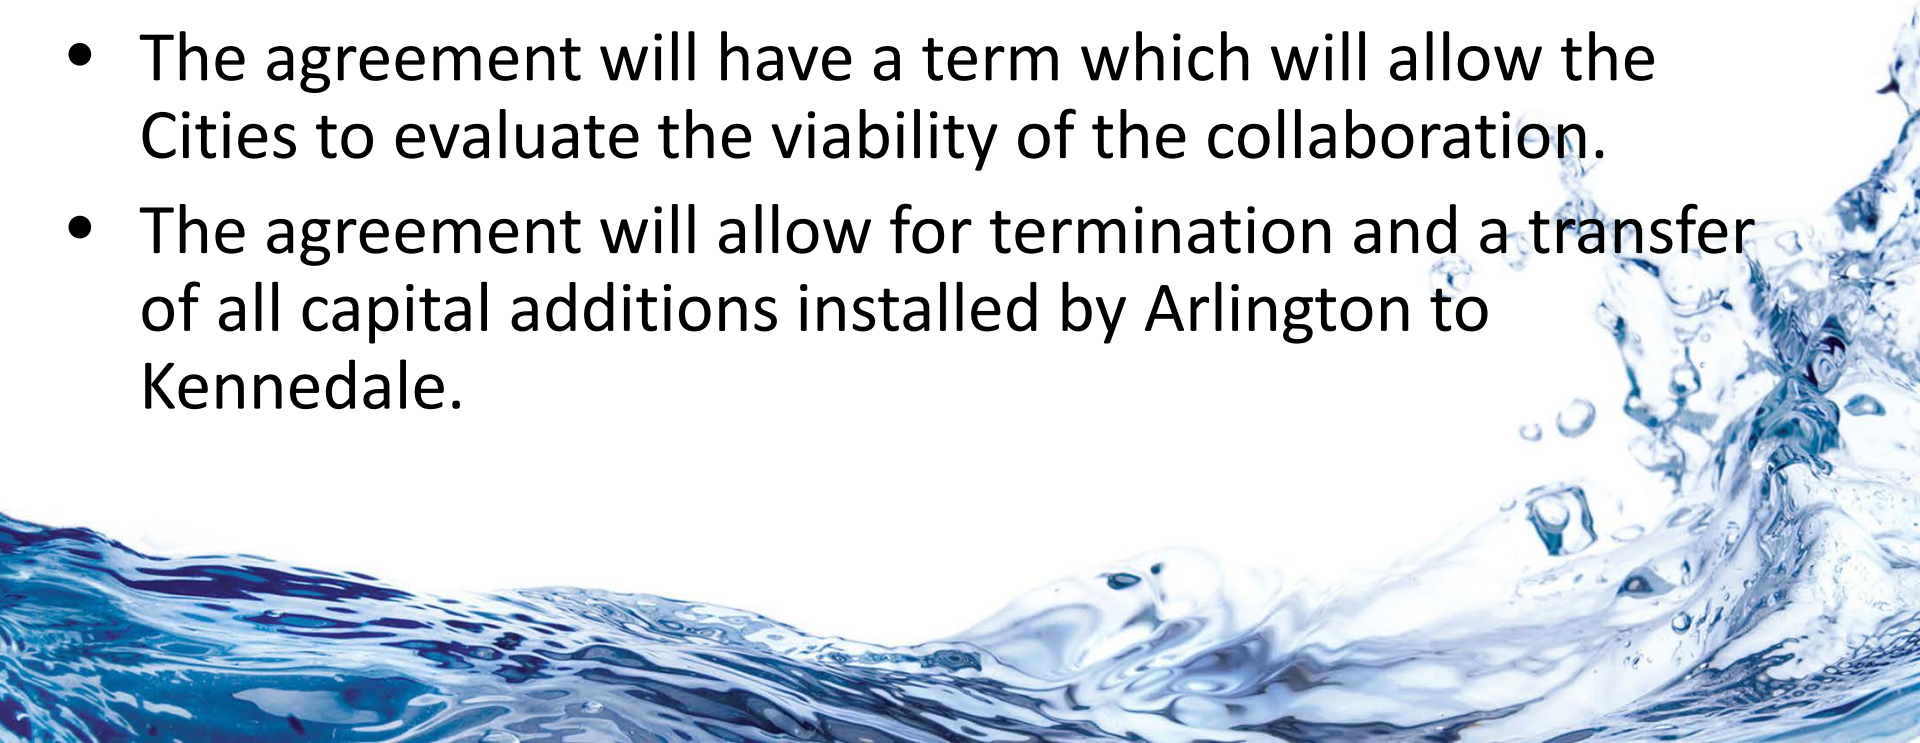 • The agreement will have a term which will allow the
Cities to evaluate the viability of the collaboration.
• The agreement will allow for termination and a transfer
of all capital additions installed by Arlington to
Kennedale.